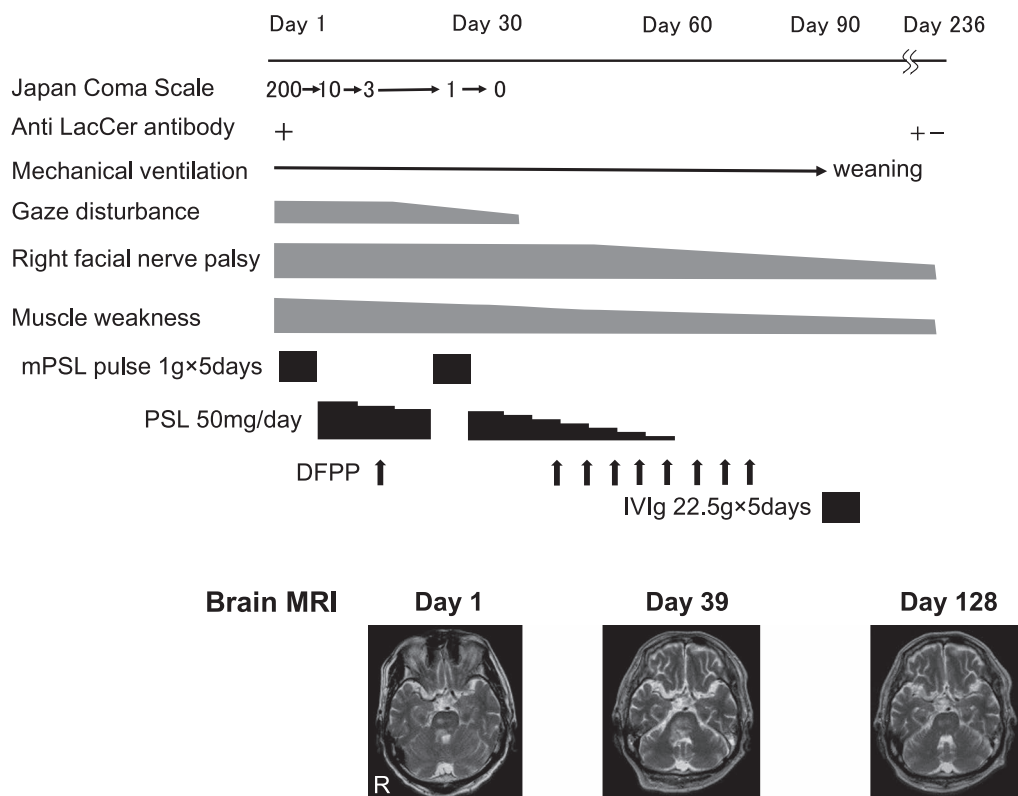 Day 1 Day 30 Day 60 Day 90 Day 236
Japan Coma Scale 200→10→3→1→0
Anti LacCer antibody + +−
Mechanical ventilation weaning
Gaze disturbance
Right facial nerve palsy
Muscle weakness
mPSL pulse 1g×5days
PSL 50mg/day
DFPP
IVIg 22.5g×5days
Brain MRI Day 1 Day 39 Day 128
R